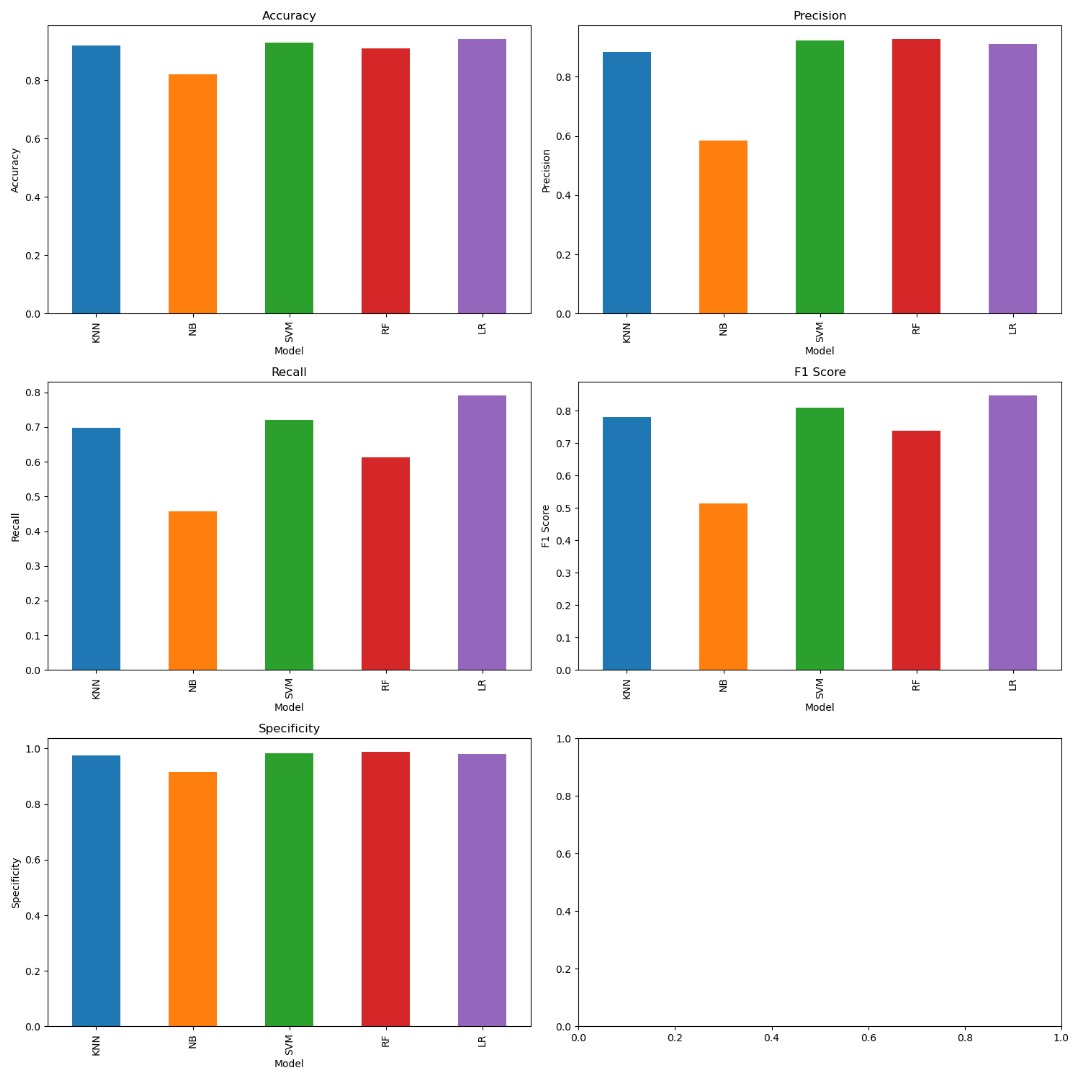 Accuracy
Accuracy
0.8
0.6
0.4
0.2
0.0
KNN
NB
SVM
RF
LR
Model
Precision
Precision
0.8
0.6
0.4
0.2
0.0
KNN
NB
SVM
RF
LR
Model
Recall
Recall
0.8
0.7
0.6
0.5
0.4
0.3
0.2
0.1
0.0
KNN
NB
SVM
RF
LR
Model
F1 Score
F1 Score
0.8
0.7
0.6
0.5
0.4
0.3
0.2
0.1
0.0
KNN
NB
SVM
RF
LR
Model
Specificity
Specificity
1.0
0.8
0.6
0.4
0.2
0.0
KNN
NB
SVM
RF
LR
Model
1.0
0.8
0.6
0.4
0.2
0.0
0.0 0.2 0.4 0.6 0.8 1.0